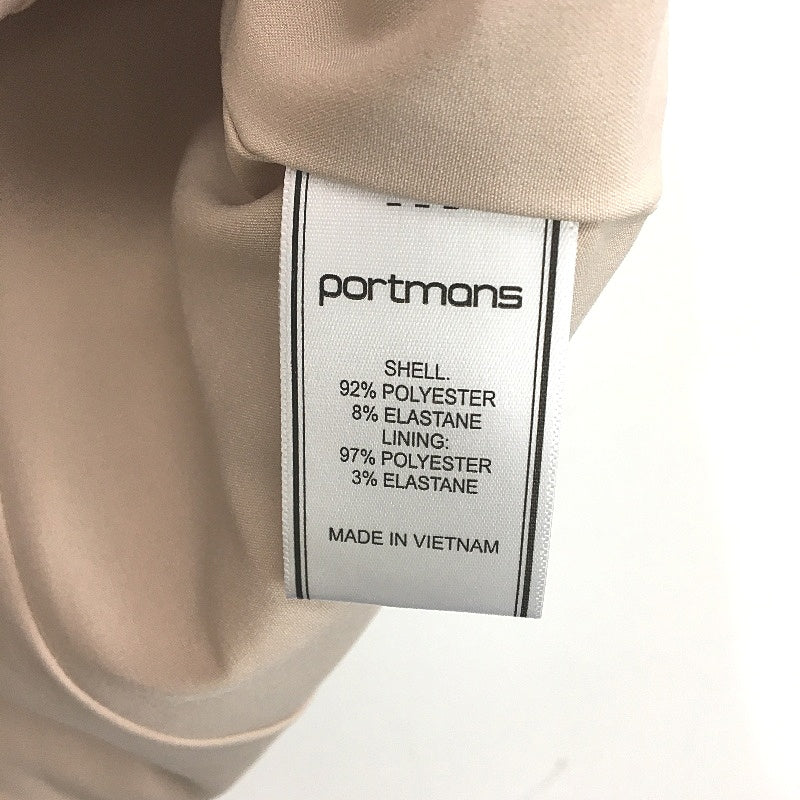 portmans
SHELL:
92% POLYESTER
8% ELASTANE
LINING:
97% POLYESTER
3% ELASTANE
MADE IN VIETNAM